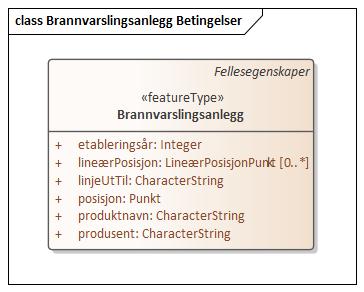 class Brannvarslingsanlegg Betingelser
Fellesegenskaper
«featureType»
Brannvarslingsanlegg
+ etableringsår: Integer
+ lineærPosisjon: LineærPosisjonPunkt [0..*]
+ linjeUtTil: CharacterString
+ posisjon: Punkt
+ produktnavn: CharacterString
+ produsent: CharacterString